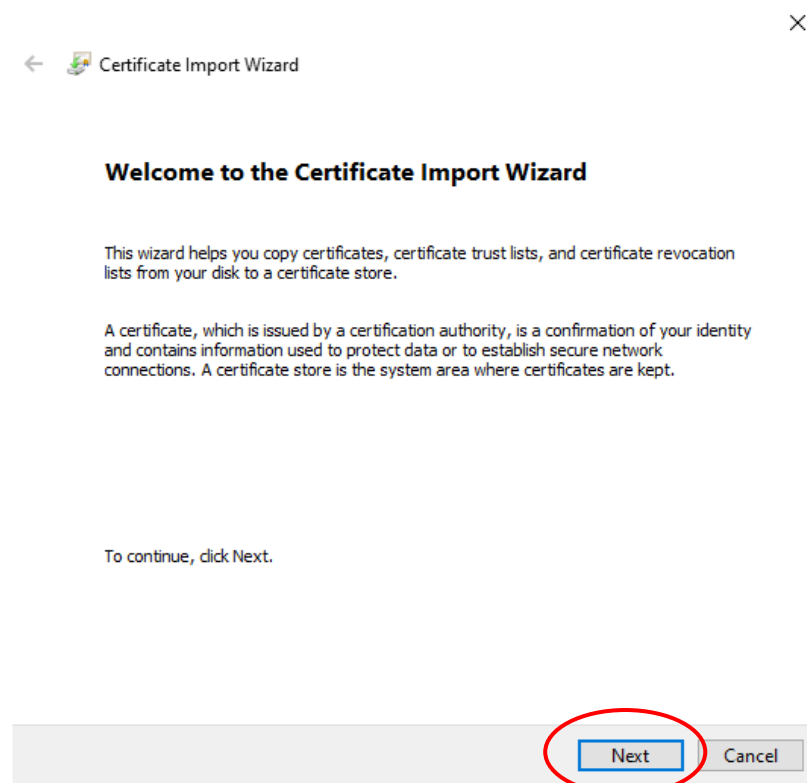 Certificate Import Wizard
Welcome to the Certificate Import Wizard
This wizard helps you copy certificates, certificate trust lists, and certificate revocation
lists from your disk to a certificate store.
A certificate, which is issued by a certification authority, is a confirmation of your identity
and contains information used to protect data or to establish secure network
connections. A certificate store is the system area where certificates are kept.
To continue, click Next.
Next
Cancel